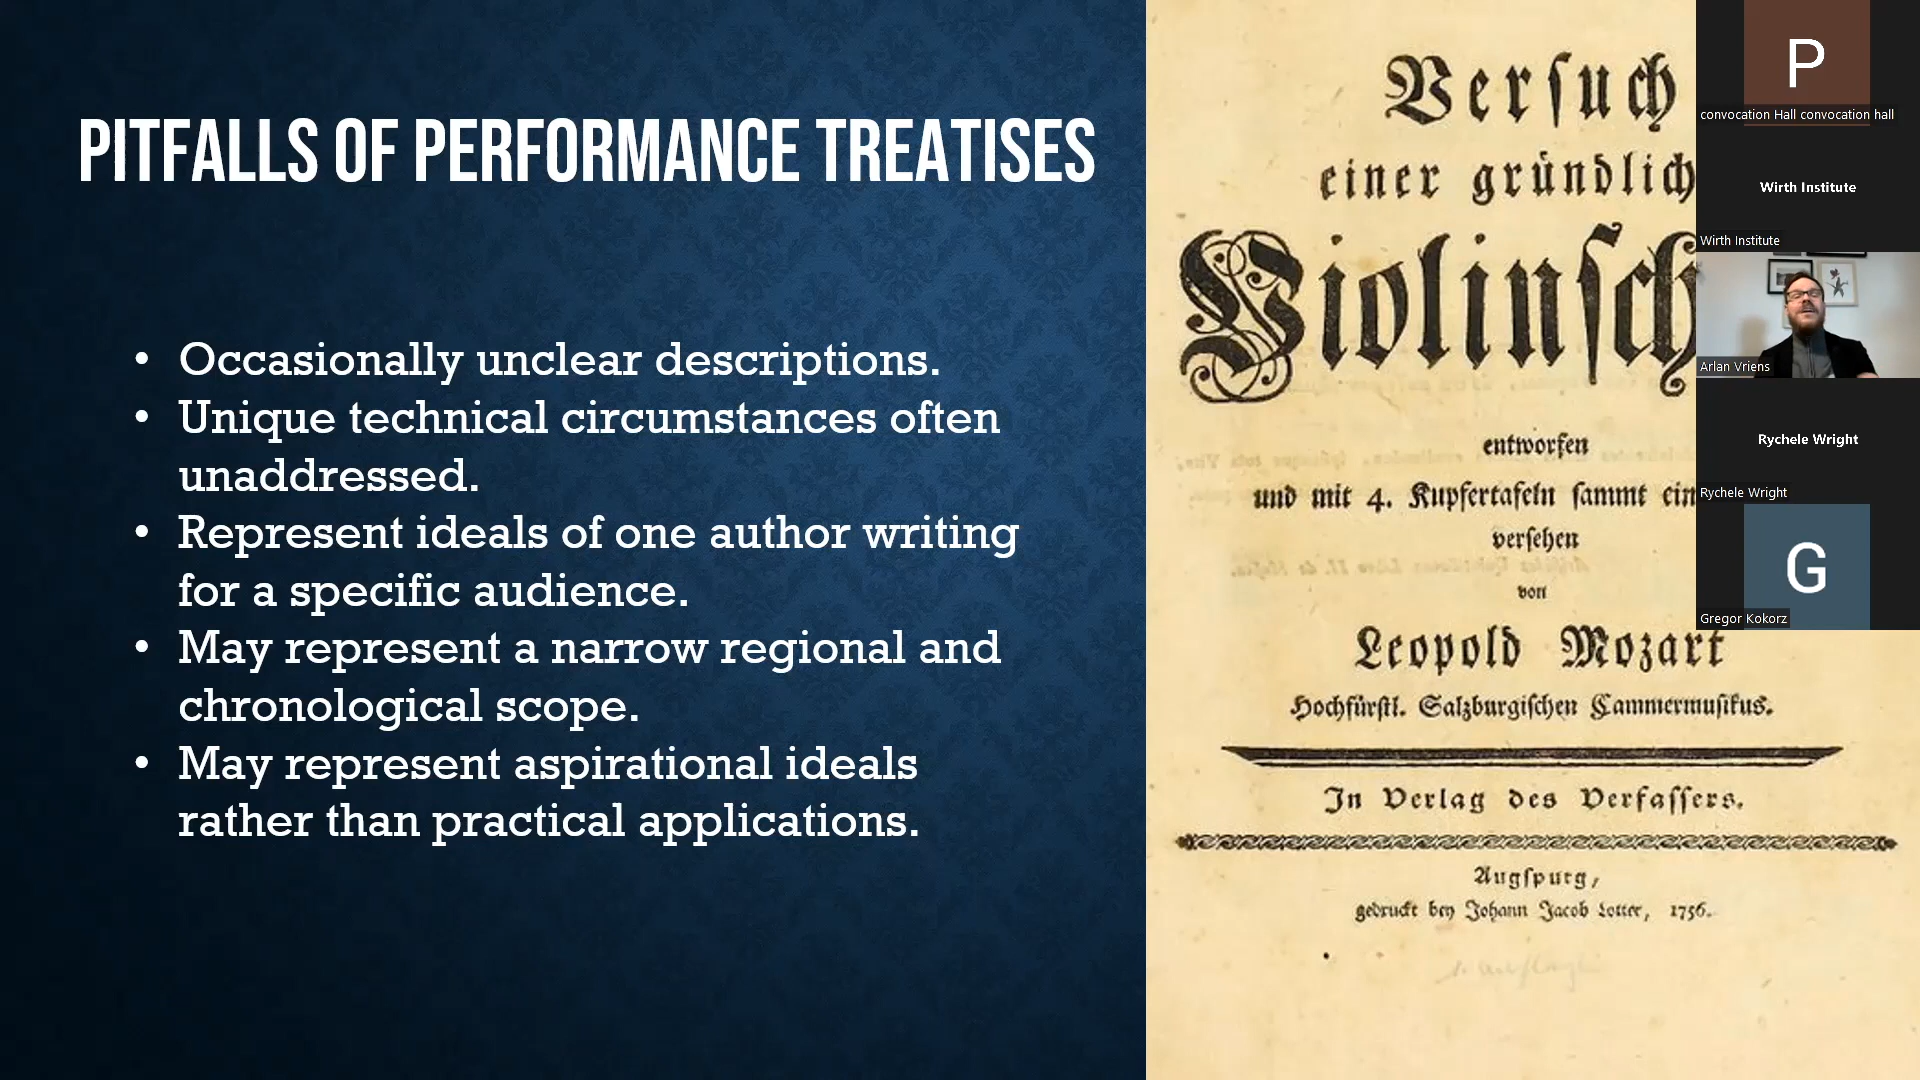 PITFALLS OF PERFORMANCE TREATISES
• Occasionally unclear descriptions.
• Unique technical circumstances often
unaddressed.
• Represent ideals of one author writing
for a specific audience.
• May represent a narrow regional and
chronological scope.
• May represent aspirational ideals
rather than practical applications.
Versuch
einer gründlich
Violinsch
entworfen
und mit 4. Kupfertafeln sammt ein
versehen
von
Leopold Mozart
Hochfürstl. Salzburgischen Cammermusikus.
In Verlag des Verfassers.
Augspurg,
gedruckt bey Johann Jacob Lotter, 1756.
P
convocation Hall convocation hall
Wirth Institute
Wirth Institute
Arlan Vriens
Rychele Wright
Rychele Wright
G
Gregor Kokorz